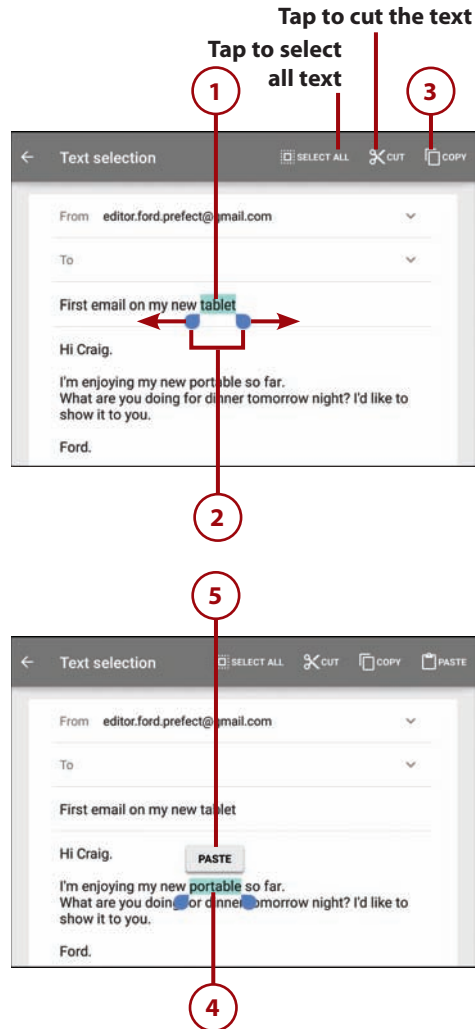 Tap to cut the text
Tap to select
all text
1
3
Text selection
SELECT ALL
CUT
COPY
From editor.ford.prefect@gmail.com
To
First email on my new tablet
Hi Craig.
I'm enjoying my new portable so far.
What are you doing for dinner tomorrow night? I'd like to
show it to you.
Ford.
2
5
Text selection
SELECT ALL
CUT
COPY
PASTE
From editor.ford.prefect@gmail.com
To
First email on my new tablet
Hi Craig.
PASTE
I'm enjoying my new portable so far.
What are you doing for dinner tomorrow night? I'd like to
show it to you.
Ford.
4